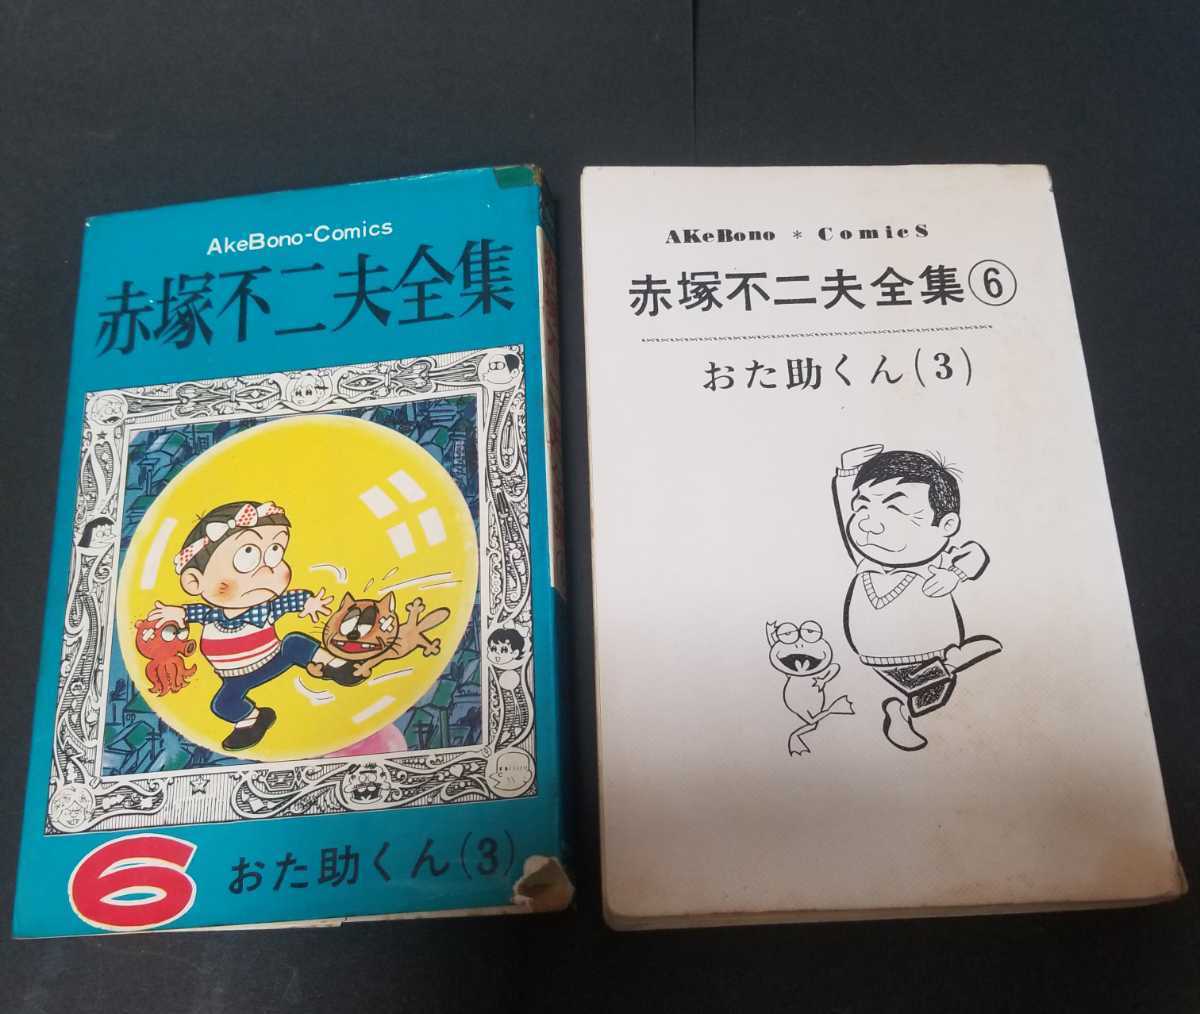 AkeBono-Comics
赤塚不二夫全集
6 おた助くん(3)
AKeBono * ComicS
赤塚不二夫全集⑥
おた助くん(3)